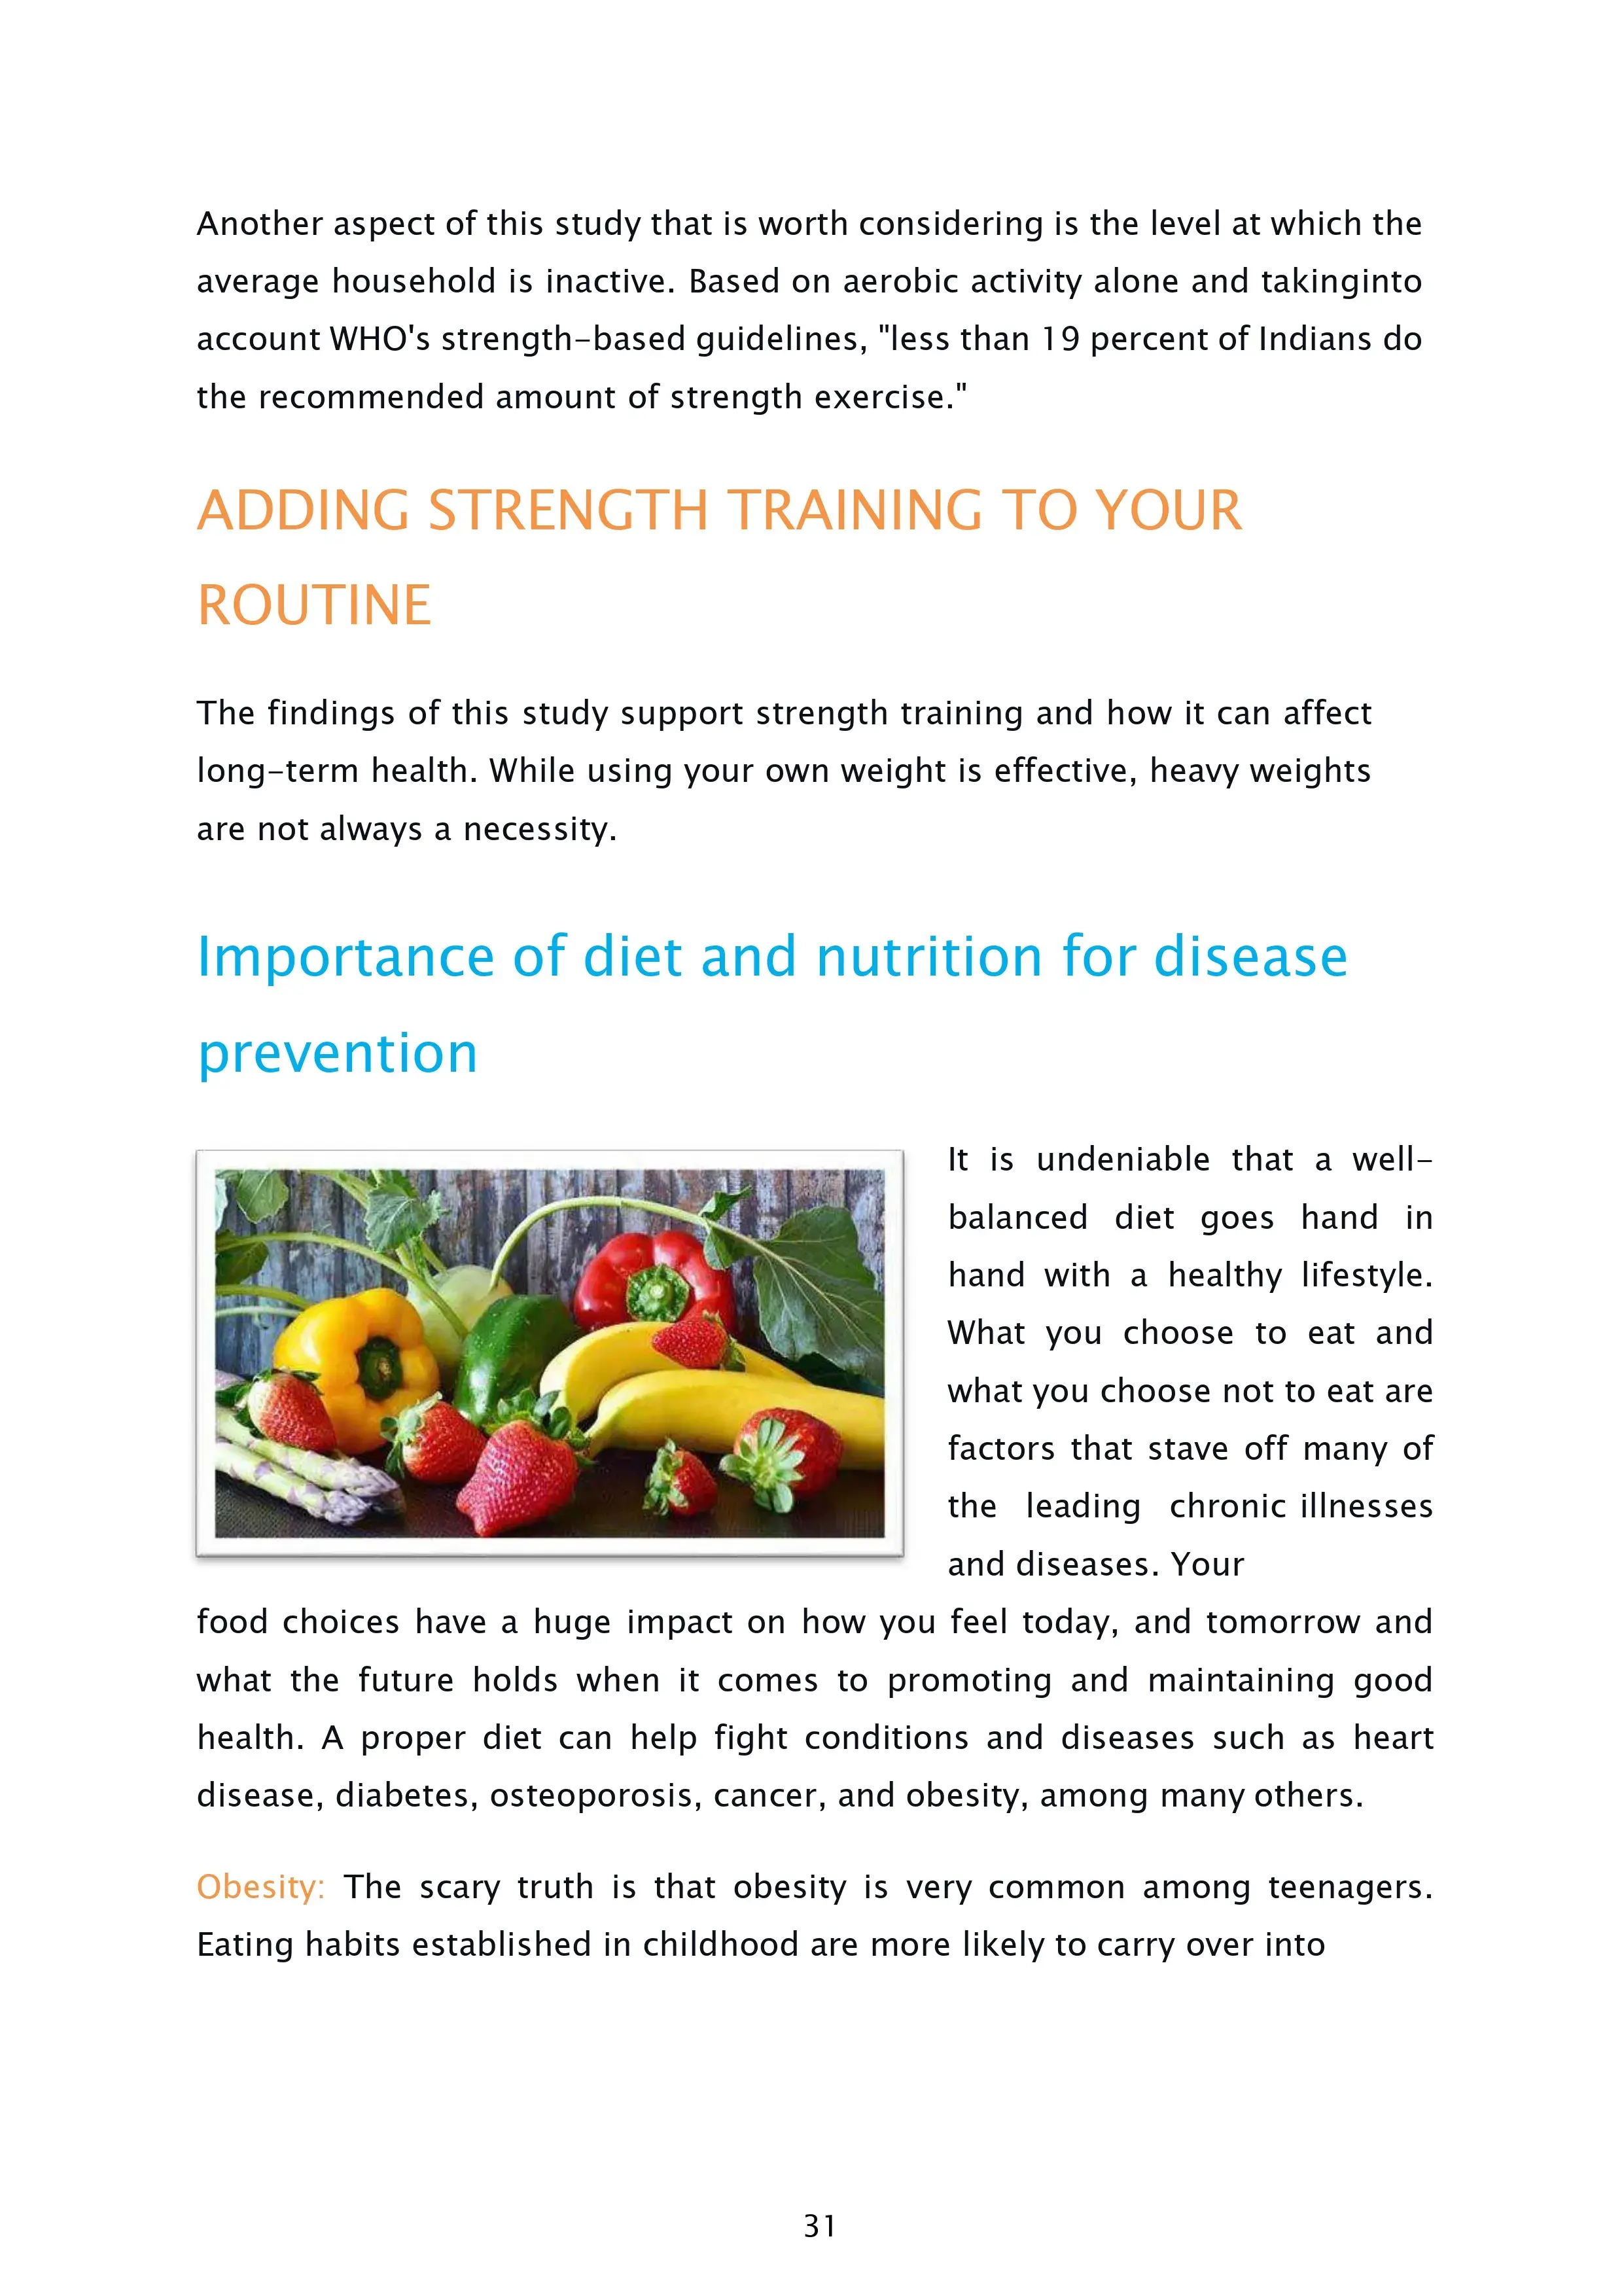 Another aspect of this study that is worth considering is the level at which the
average household is inactive. Based on aerobic activity alone and takinginto
account WHO's strength-based guidelines, "less than 19 percent of Indians do
the recommended amount of strength exercise."
ADDING STRENGTH TRAINING TO YOUR
ROUTINE
The findings of this study support strength training and how it can affect
long-term health. While using your own weight is effective, heavy weights
are not always a necessity.
Importance of diet and nutrition for disease
prevention
It is undeniable that a well-
balanced diet goes hand in
hand with a healthy lifestyle.
What you choose to eat and
what you choose not to eat are
factors that stave off many of
the leading chronic illnesses
and diseases. Your
food choices have a huge impact on how you feel today, and tomorrow and
what the future holds when it comes to promoting and maintaining good
health. A proper diet can help fight conditions and diseases such as heart
disease, diabetes, osteoporosis, cancer, and obesity, among many others.
Obesity: The scary truth is that obesity is very common among teenagers.
Eating habits established in childhood are more likely to carry over into
31